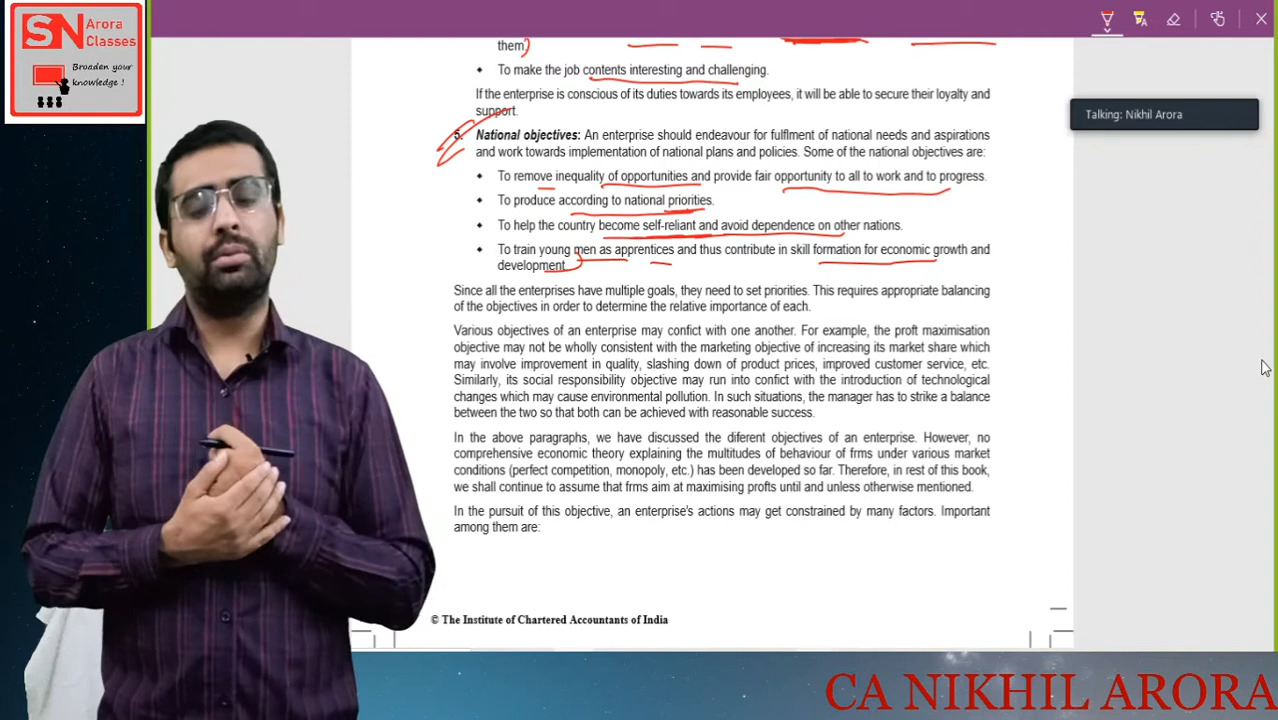 SN Arora
Classes
Broaden your
knowledge !
Talking: Nikhil Arora
them
To make the job contents interesting and challenging.
If the enterprise is conscious of its duties towards its employees, it will be able to secure their loyalty and
support.
5. National objectives: An enterprise should endeavour for fulflment of national needs and aspirations
and work towards implementation of national plans and policies. Some of the national objectives are:
To remove inequality of opportunities and provide fair opportunity to all to work and to progress.
To produce according to national priorities.
To help the country become self-reliant and avoid dependence on other nations.
To train young men as apprentices and thus contribute in skill formation for economic growth and
development.
Since all the enterprises have multiple goals, they need to set priorities. This requires appropriate balancing
of the objectives in order to determine the relative importance of each.
Various objectives of an enterprise may confict with one another. For example, the proft maximisation
objective may not be wholly consistent with the marketing objective of increasing its market share which
may involve improvement in quality, slashing down of product prices, improved customer service, etc.
Similarly, its social responsibility objective may run into confict with the introduction of technological
changes which may cause environmental pollution. In such situations, the manager has to strike a balance
between the two so that both can be achieved with reasonable success.
In the above paragraphs, we have discussed the diferent objectives of an enterprise. However, no
comprehensive economic theory explaining the multitudes of behaviour of frms under various market
conditions (perfect competition, monopoly, etc.) has been developed so far. Therefore, in rest of this book,
we shall continue to assume that frms aim at maximising profts until and unless otherwise mentioned.
In the pursuit of this objective, an enterprise's actions may get constrained by many factors. Important
among them are:
© The Institute of Chartered Accountants of India
CA NIKHIL ARORA